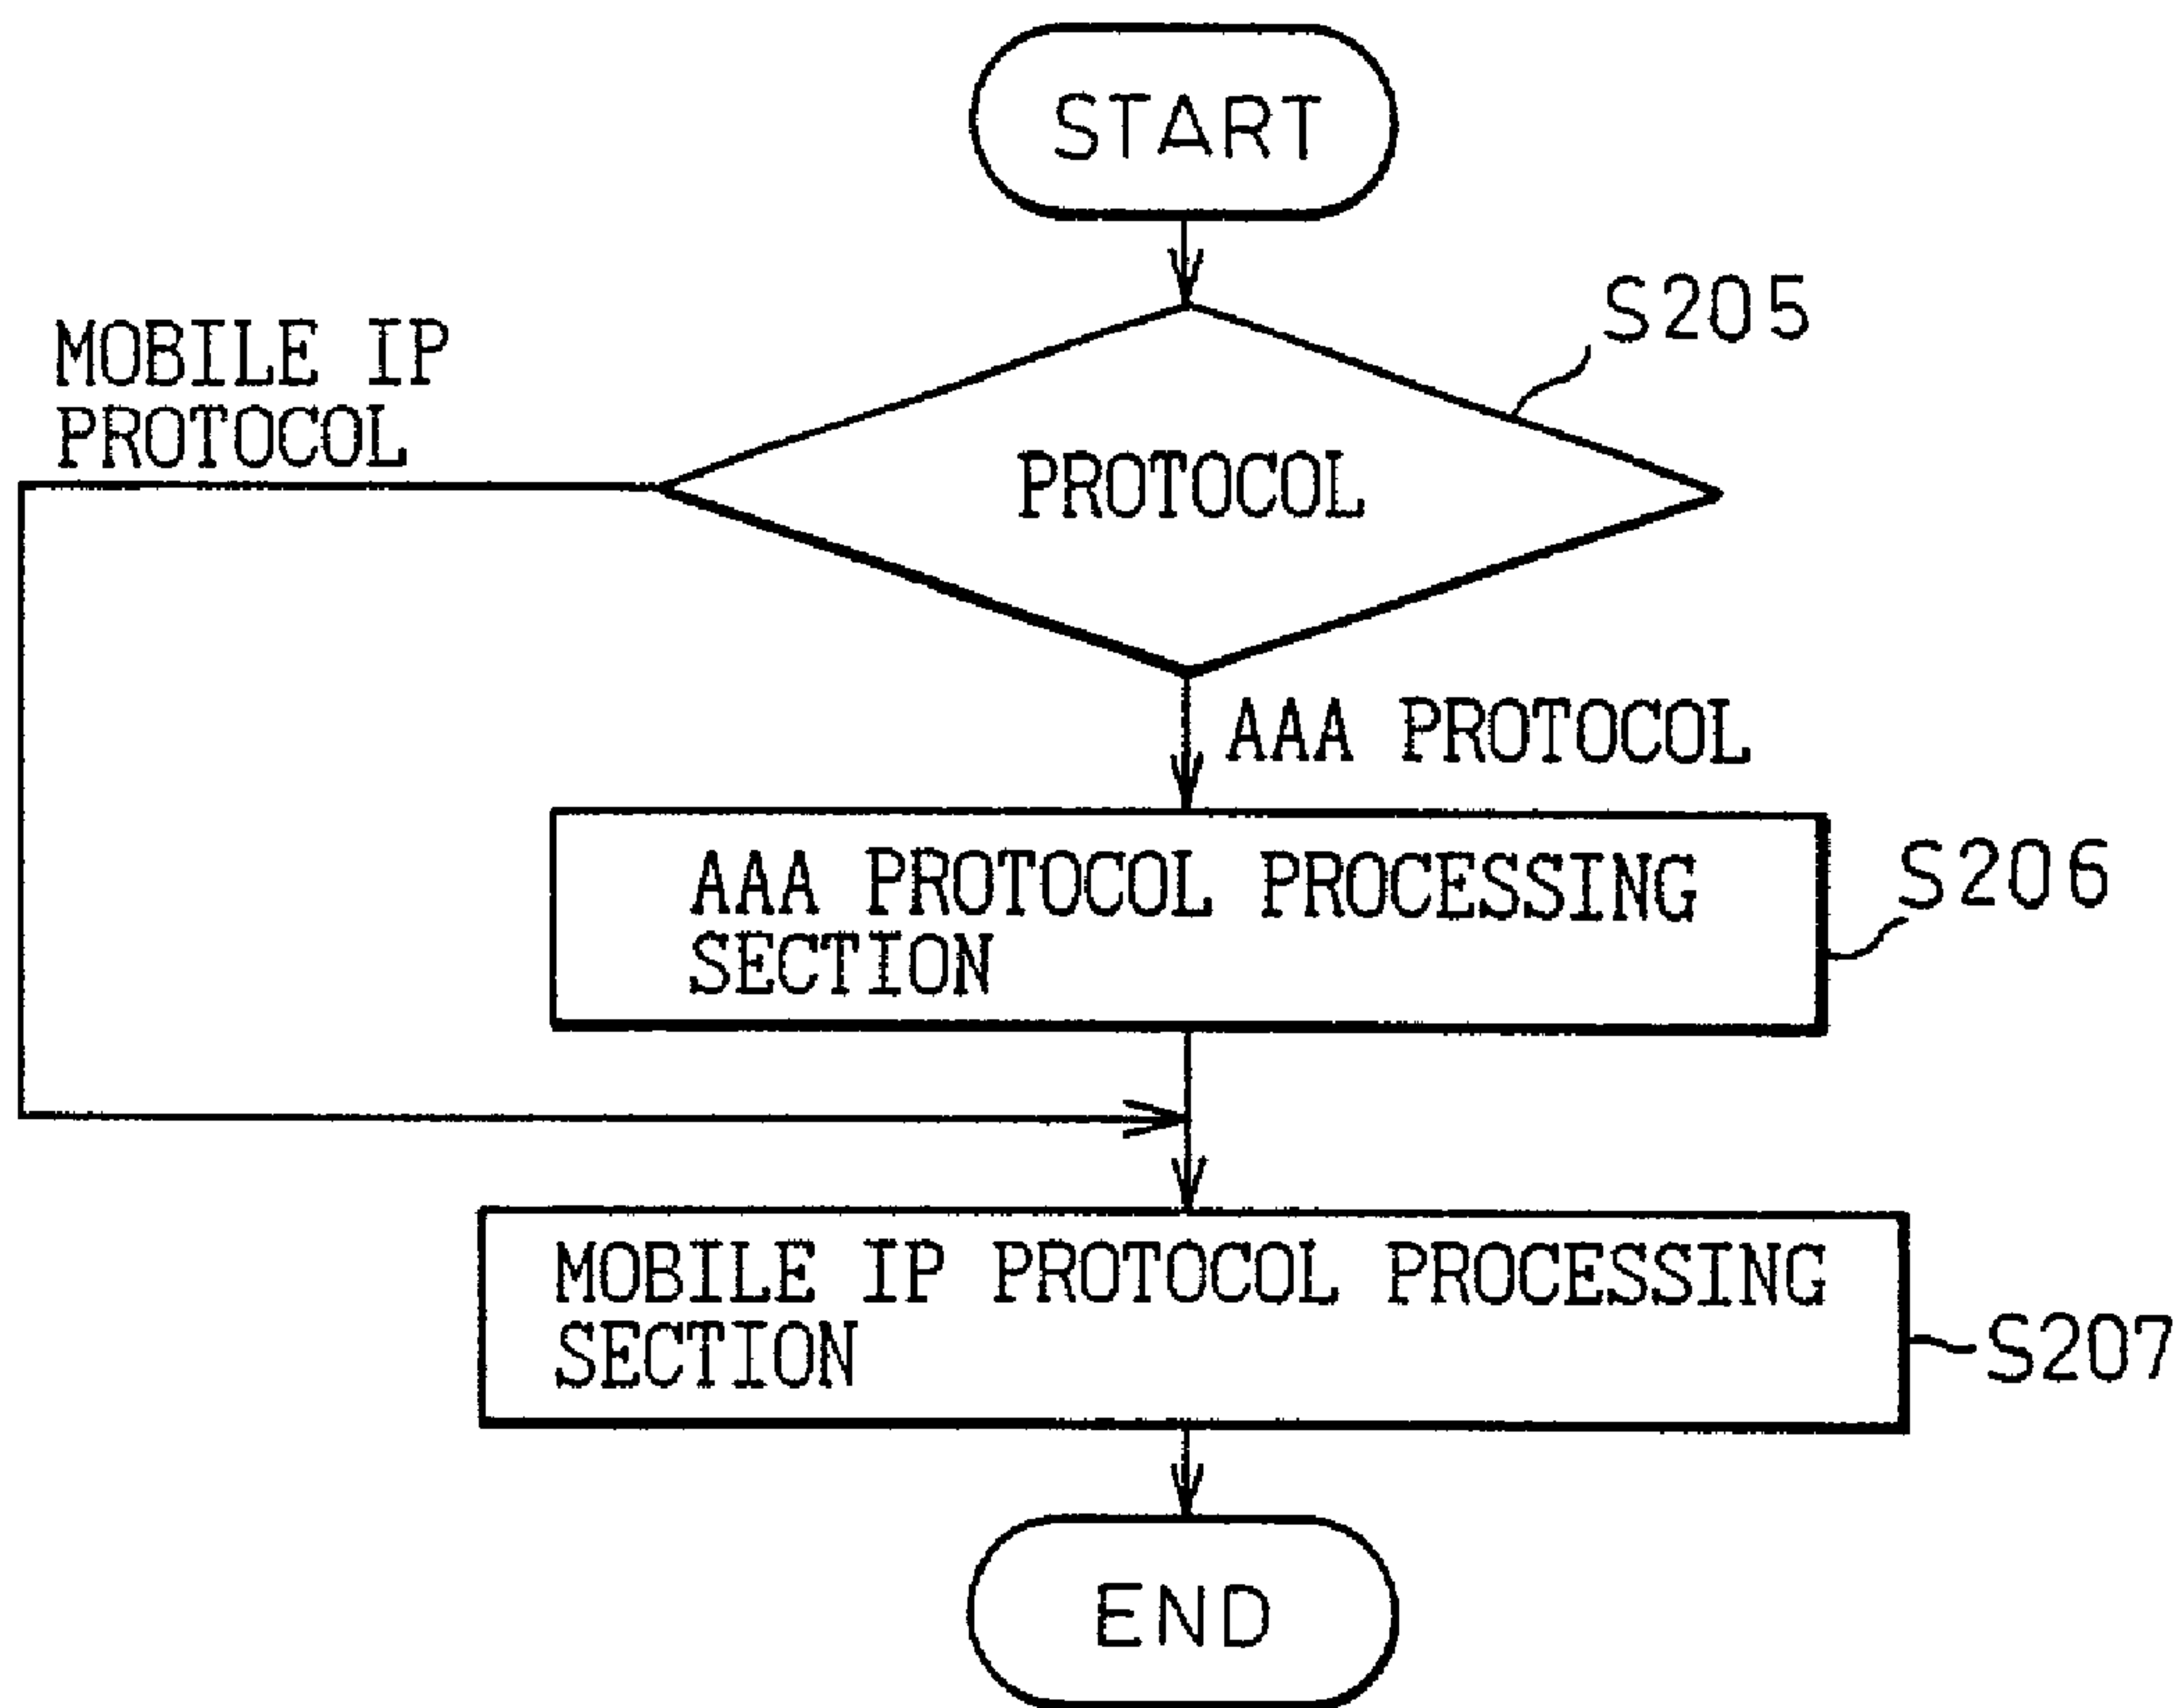 START
S205
MOBILE IP
PROTOCOL
PROTOCOL
AAA PROTOCOL
AAA PROTOCOL PROCESSING
SECTION
S206
MOBILE IP PROTOCOL PROCESSING
SECTION
S207
END